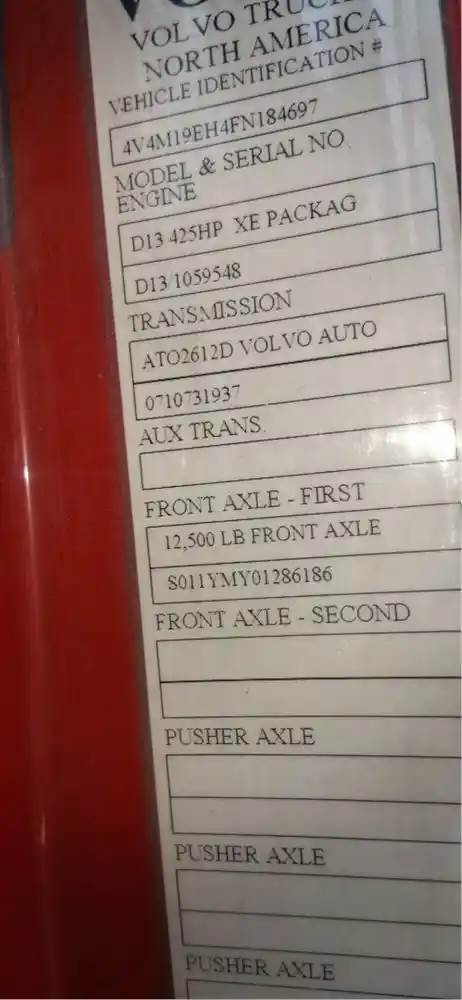 VOLVO TRUCK
NORTH AMERICA
VEHICLE IDENTIFICATION #
4V4M19EH4FN184697
MODEL & SERIAL NO
ENGINE
D13 425HP XE PACKAG
D13/1059548
TRANSMISSION
ATO2612D VOLVO AUTO
0710731937
AUX TRANS.
FRONT AXLE - FIRST
12,500 LB FRONT AXLE
S011YMY01286186
FRONT AXLE - SECOND
PUSHER AXLE
PUSHER AXLE
PUSHER AXLE